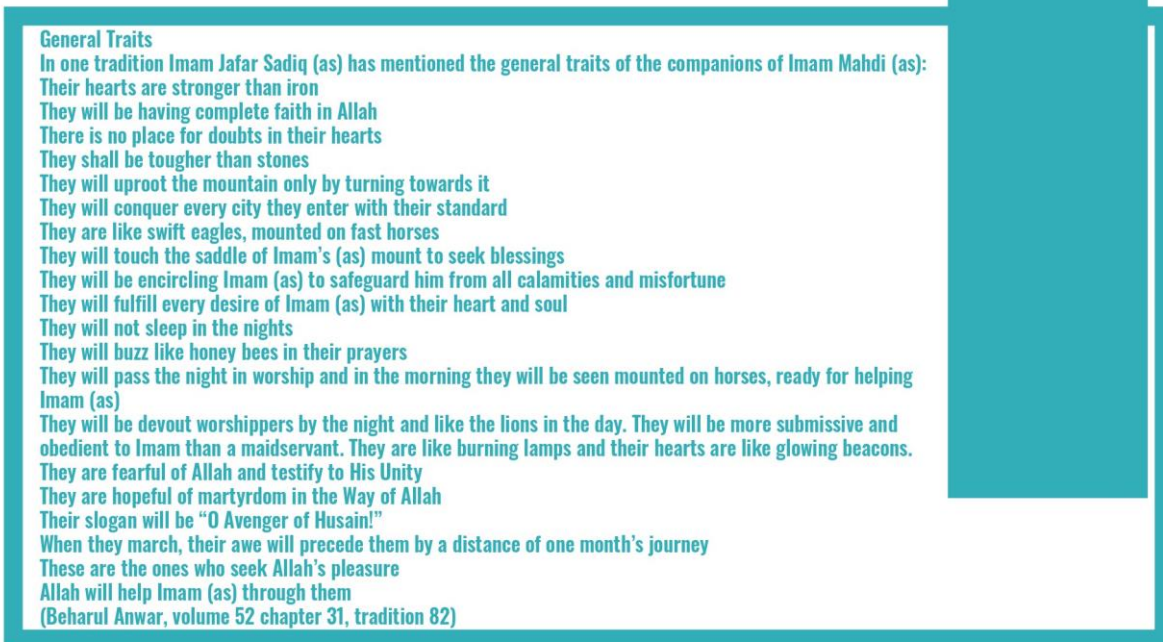 General Traits
In one tradition Imam Jafar Sadiq (as) has mentioned the general traits of the companions of Imam Mahdi (as):
Their hearts are stronger than iron
They will be having complete faith in Allah
There is no place for doubts in their hearts
They shall be tougher than stones
They will uproot the mountain only by turning towards it
They will conquer every city they enter with their standard
They are like swift eagles, mounted on fast horses
They will touch the saddle of Imam’s (as) mount to seek blessings
They will be encircling Imam (as) to safeguard him from all calamities and misfortune
They will fulfill every desire of Imam (as) with their heart and soul
They will not sleep in the nights
They will buzz like honey bees in their prayers
They will pass the night in worship and in the morning they will be seen mounted on horses, ready for helping
Imam (as)
They will be devout worshippers by the night and like the lions in the day. They will be more submissive and
obedient to Imam than a maidservant. They are like burning lamps and their hearts are like glowing beacons.
They are fearful of Allah and testify to His Unity
They are hopeful of martyrdom in the Way of Allah
Their slogan will be “O Avenger of Husain!”
When they march, their awe will precede them by a distance of one month’s journey
These are the ones who seek Allah’s pleasure
Allah will help Imam (as) through them
(Beharul Anwar, volume 52 chapter 31, tradition 82)